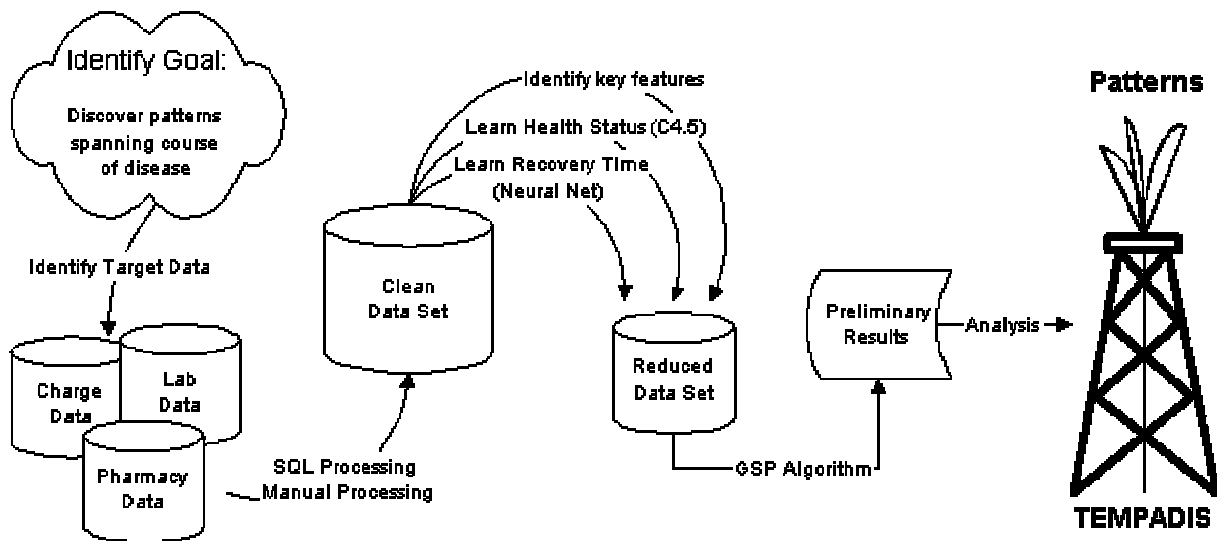 Identify Goal:
Discover patterns
spanning course
of disease
Identify Target Data
Charge
Data
Lab
Data
Pharmacy
Data
SQL Processing
Manual Processing
Clean
Data Set
Identify key features
Learn Health Status (C4.5)
Learn Recovery Time
(Neural Net)
Reduced
Data Set
GSP Algorithm
Preliminary
Results
Analysis
Patterns
TEMPADIS